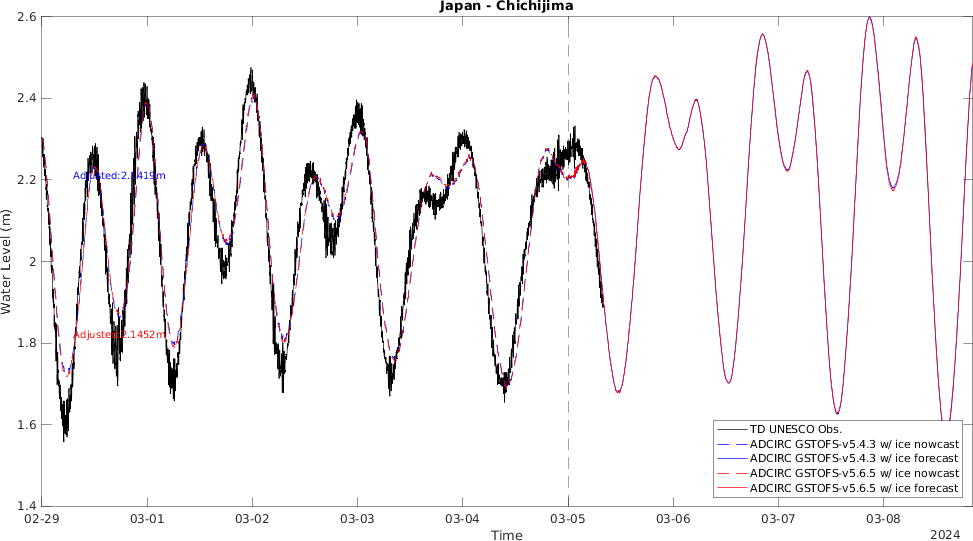 Japan - Chichijima
Water Level (m)
2.6
2.4
2.2
2
1.8
1.6
1.4
Adjusted:2.1419m
Adjusted:2.1452m
TD UNESCO Obs.
ADCIRC GSTOFS-v5.4.3 w/ ice nowcast
ADCIRC GSTOFS-v5.4.3 w/ ice forecast
ADCIRC GSTOFS-v5.6.5 w/ ice nowcast
ADCIRC GSTOFS-v5.6.5 w/ ice forecast
02-29 03-01 03-02 03-03 03-04 03-05 03-06 03-07 03-08
Time
2024